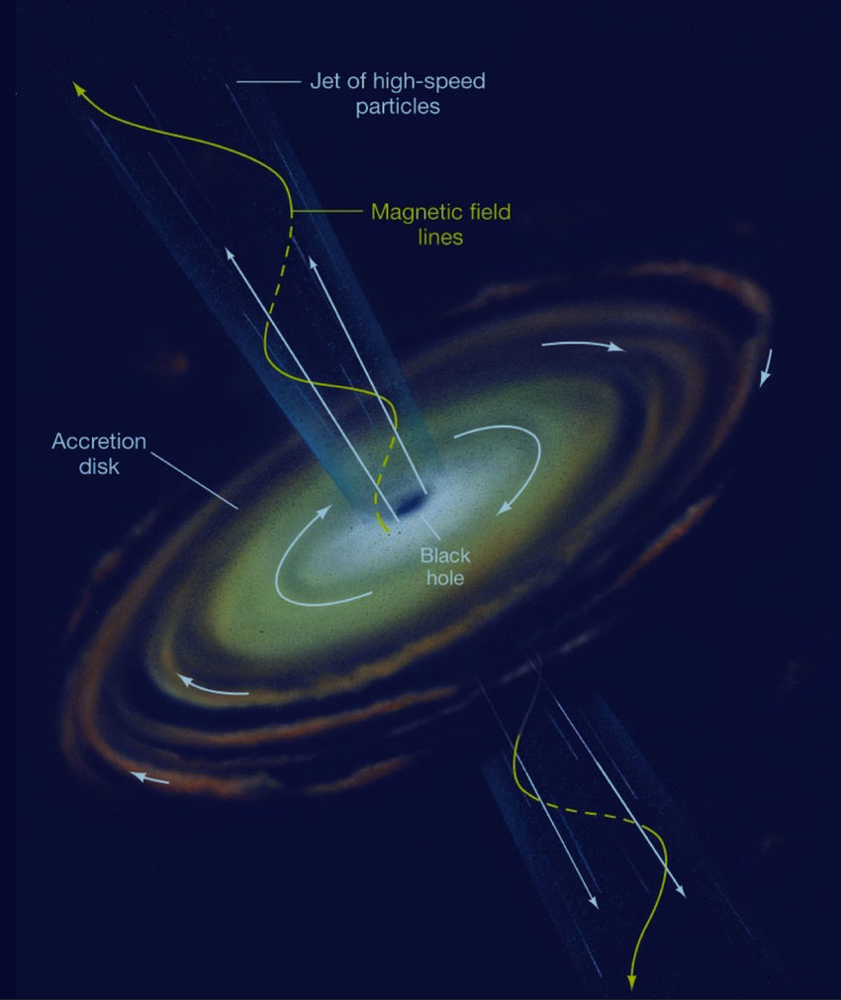 Jet of high-speed
particles
Magnetic field
lines
Accretion
disk
Black
hole